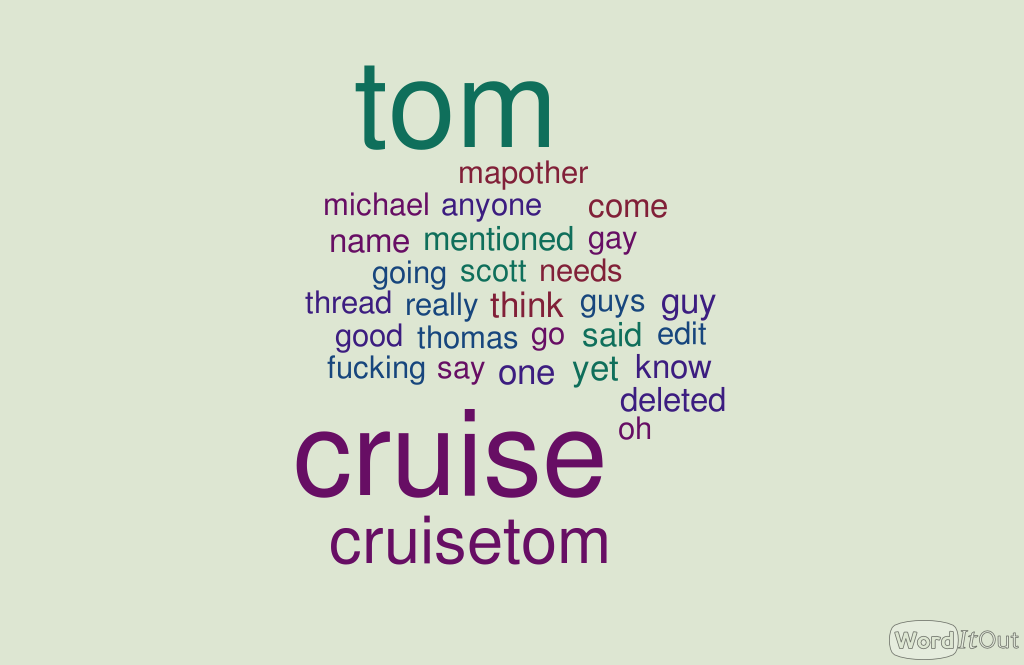 tom
mapother
michael anyone come
name mentioned gay
going scott needs
thread really think guys guy
good thomas go said edit
fucking say one yet know
deleted
oh
cruise
cruisetom
WordItOut